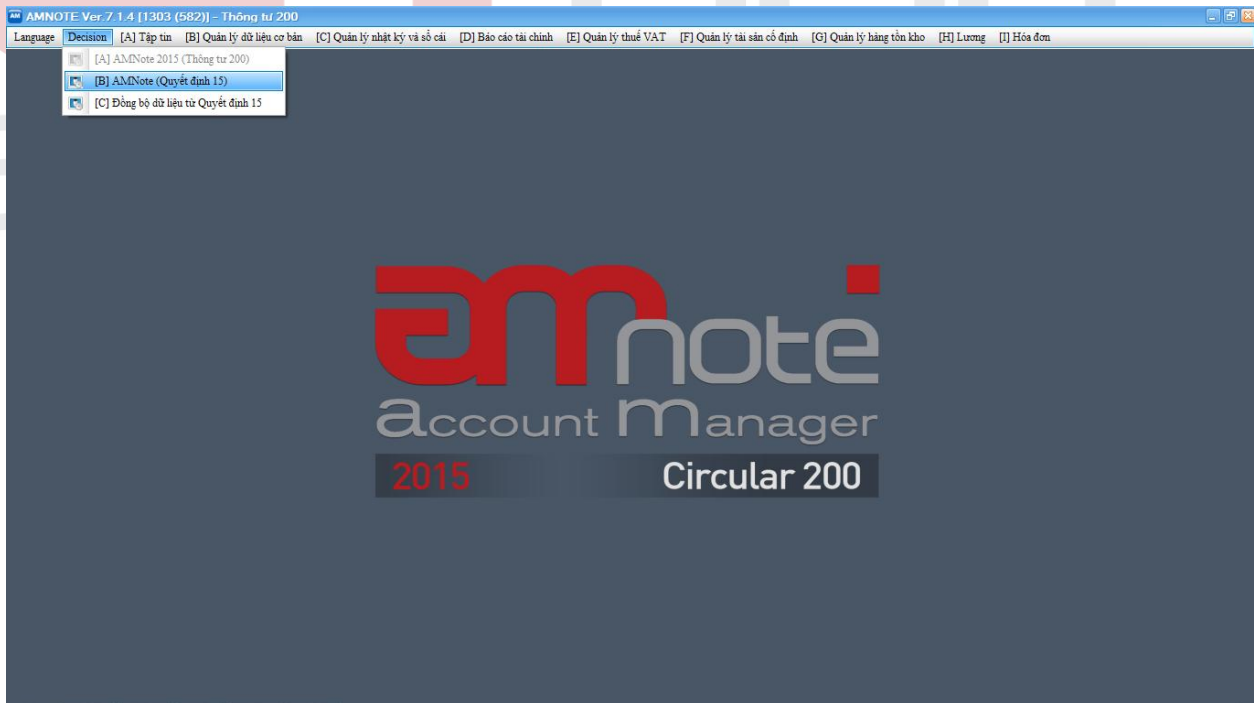 AM AMNOTE Ver.7.1.4 [1303 (582)] - Thông tư 200
Language Decision [A] Tập tin [B] Quản lý dữ liệu cơ bản [C] Quản lý nhật ký và sổ cái [D] Báo cáo tài chính [E] Quản lý thuế VAT [F] Quản lý tài sản cố định [G] Quản lý hàng tồn kho [H] Lương [I] Hóa đơn
[A] AMNote 2015 (Thông tư 200)
[B] AMNote (Quyết định 15)
[C] Đồng bộ dữ liệu từ Quyết định 15
amnote
account manager
2015 Circular 200